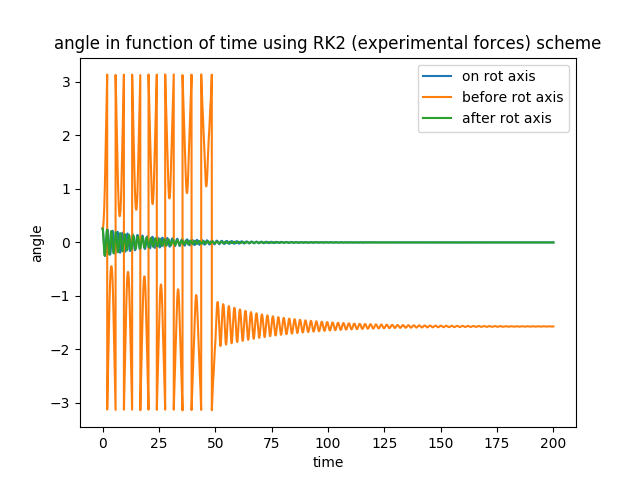 angle in function of time using RK2 (experimental forces) scheme
on rot axis
before rot axis
after rot axis
3
2
1
0
−1
−2
−3
angle
0
25
50
75
100
125
150
175
200
time